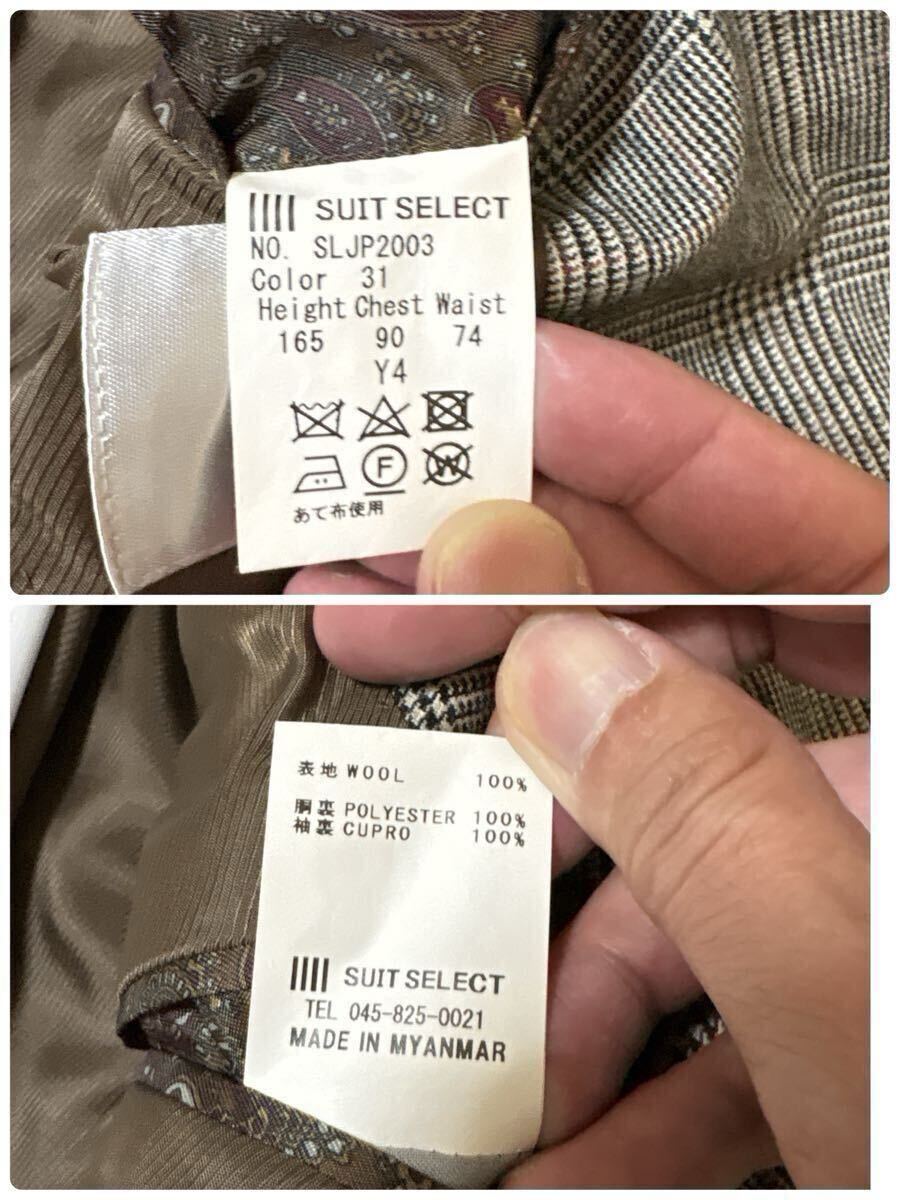 SUIT SELECT
NO. SLJP2003
Color 31
Height Chest Waist
165 90 74
Y4
F W
あて布使用
表地 WOOL 100%
胴裏 POLYESTER 100%
袖裏 CUPRO 100%
SUIT SELECT
TEL 045-825-0021
MADE IN MYANMAR